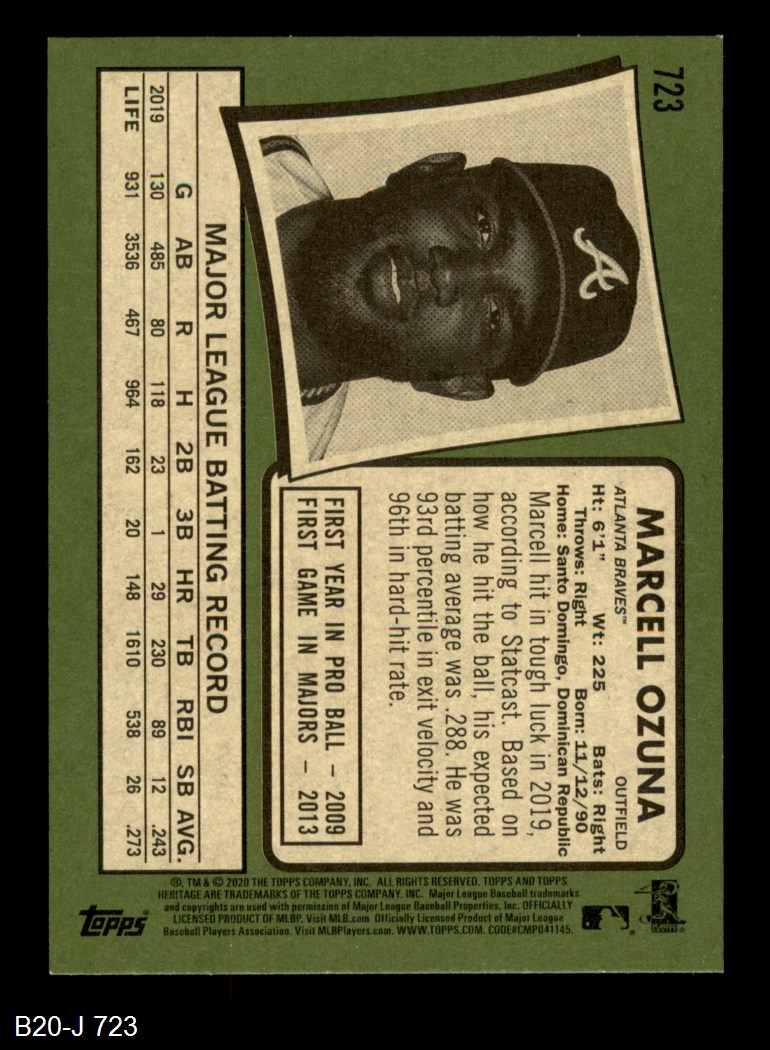 723
A
MARCELL OZUNA
ATLANTA BRAVES™ OUTFIELD
Ht: 6'1" Wt: 225 Bats: Right
Throws: Right Born: 11/12/90
Home: Santo Domingo, Dominican Republic
Marcell hit in tough luck in 2019,
according to Statcast. Based on
how he hit the ball, his expected
batting average was .288. He was
93rd percentile in exit velocity and
96th in hard-hit rate.
FIRST YEAR IN PRO BALL – 2009
FIRST GAME IN MAJORS – 2013
MAJOR LEAGUE BATTING RECORD
G AB R H 2B 3B HR TB RBI SB AVG.
2019 130 485 80 118 23 1 29 230 89 12 .243
LIFE 931 3536 467 964 162 20 148 1610 538 26 .273
®, TM & © 2020 THE TOPPS COMPANY, INC. ALL RIGHTS RESERVED. TOPPS AND TOPPS
HERITAGE ARE TRADEMARKS OF THE TOPPS COMPANY, INC. Major League Baseball trademarks
and copyrights are used with permission of Major League Baseball Properties, Inc. OFFICIALLY
LICENSED PRODUCT OF MLBP. Visit MLB.com Officially Licensed Product of Major League
Baseball Players Association. Visit MLBPlayers.com. WWW.TOPPS.COM. CODE#CMP041145.
Topps®
B20-J 723